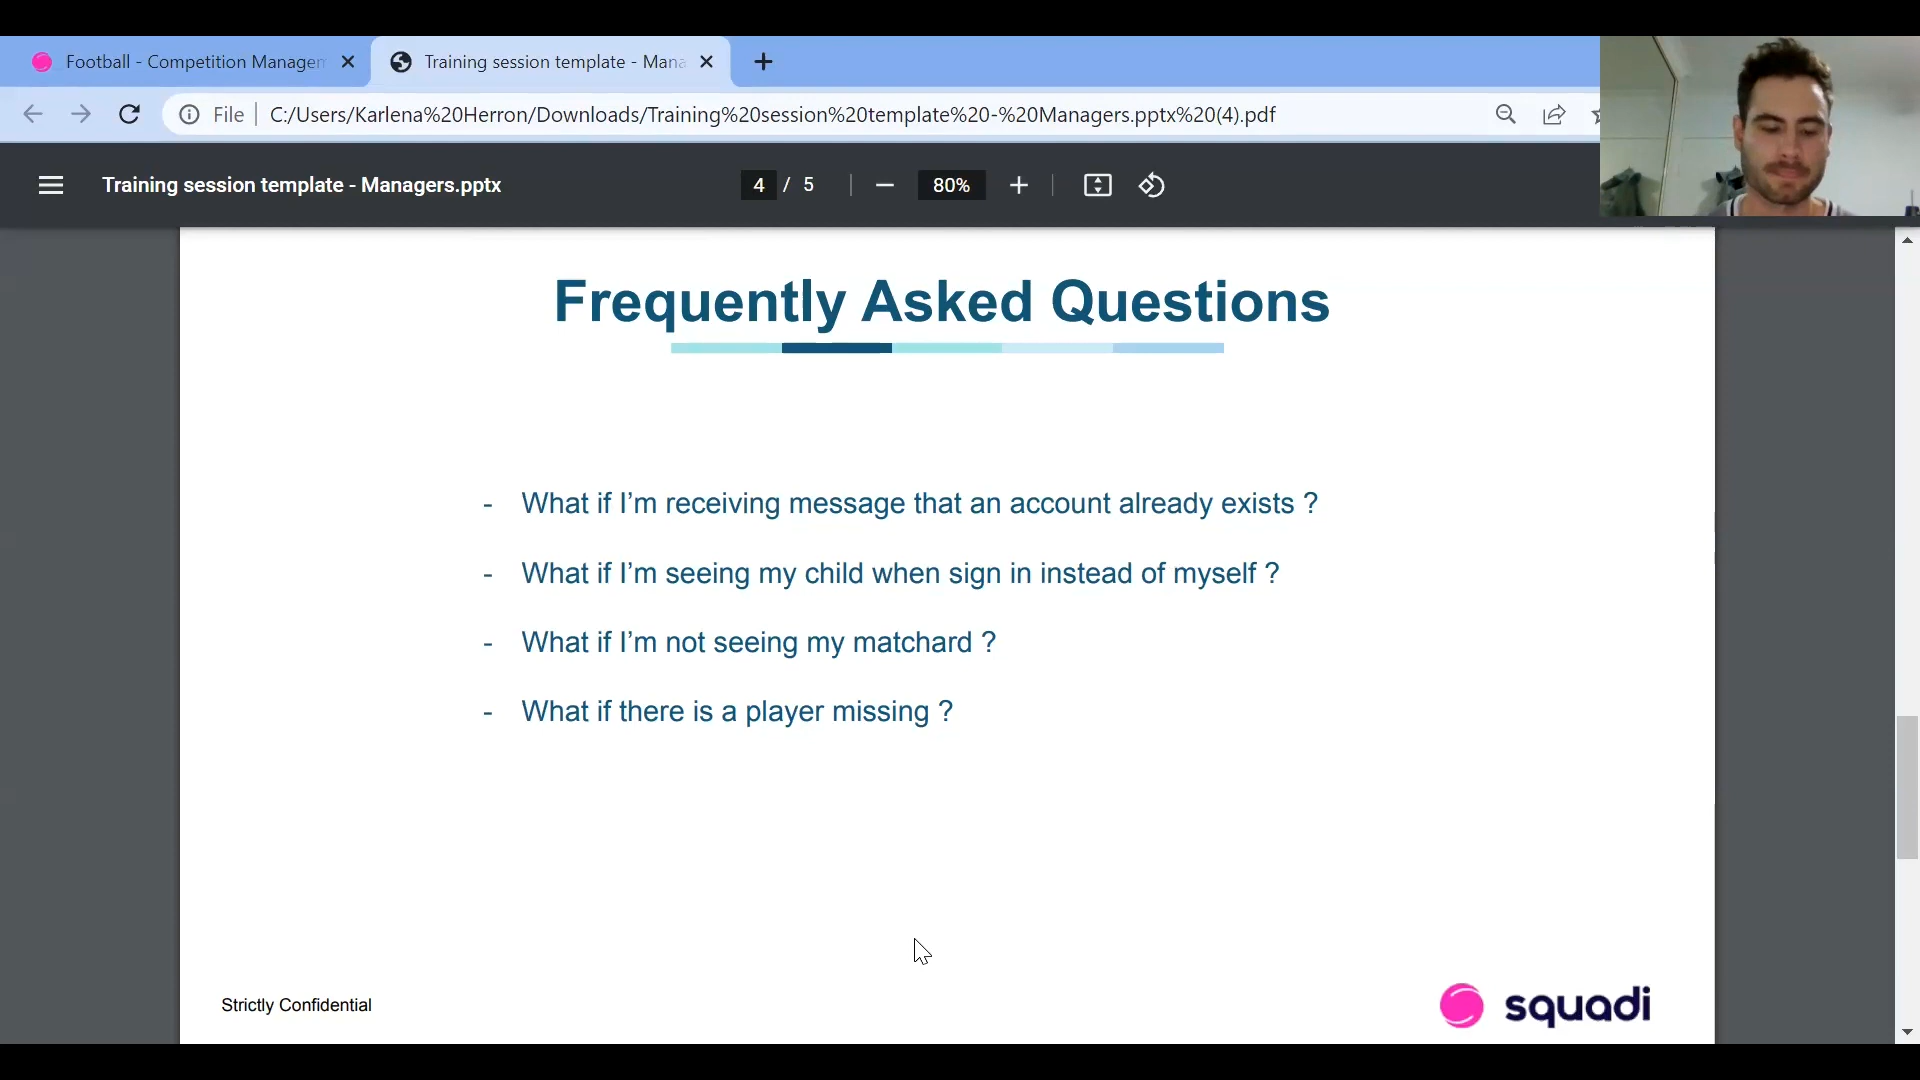 Football - Competition Managem
Training session template - Mana
File
C:/Users/Karlena%20Herron/Downloads/Training%20session%20template%20-%20Managers.pptx%20(4).pdf
Training session template - Managers.pptx
4 / 5
80%
Frequently Asked Questions
- What if I’m receiving message that an account already exists ?
- What if I’m seeing my child when sign in instead of myself ?
- What if I’m not seeing my matchard ?
- What if there is a player missing ?
Strictly Confidential
squadi